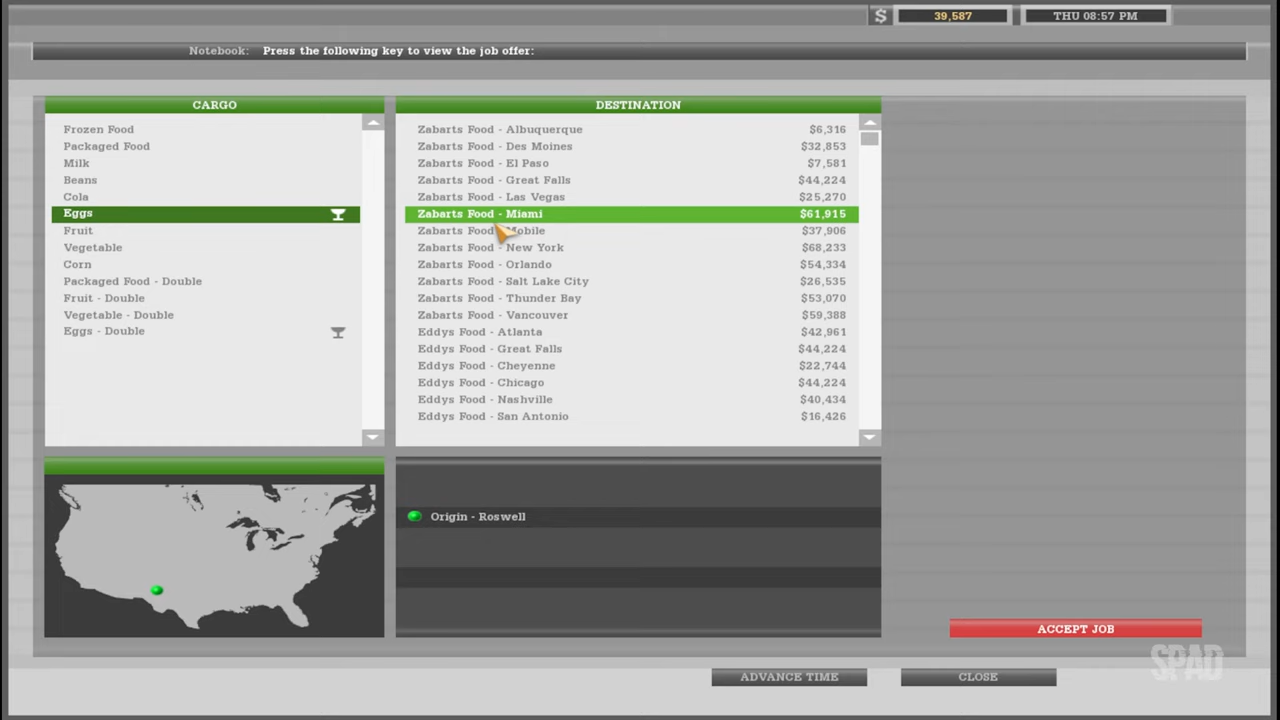 $ 39,587 THU 08:57 PM
Notebook: Press the following key to view the job offer:
CARGO
Frozen Food
Packaged Food
Milk
Beans
Cola
Eggs
Fruit
Vegetable
Corn
Packaged Food - Double
Fruit - Double
Vegetable - Double
Eggs - Double
DESTINATION
Zabarts Food - Albuquerque $6,316
Zabarts Food - Des Moines $32,853
Zabarts Food - El Paso $7,581
Zabarts Food - Great Falls $44,224
Zabarts Food - Las Vegas $25,270
Zabarts Food - Miami $61,915
Zabarts Food - Mobile $37,906
Zabarts Food - New York $68,233
Zabarts Food - Orlando $54,334
Zabarts Food - Salt Lake City $26,535
Zabarts Food - Thunder Bay $53,070
Zabarts Food - Vancouver $59,388
Eddys Food - Atlanta $42,961
Eddys Food - Great Falls $44,224
Eddys Food - Cheyenne $22,744
Eddys Food - Chicago $44,224
Eddys Food - Nashville $40,434
Eddys Food - San Antonio $16,426
Origin - Roswell
ACCEPT JOB
SPAD
ADVANCE TIME
CLOSE